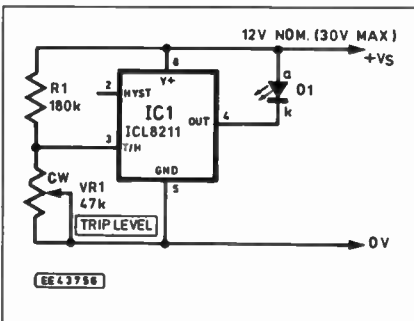 12V NOM. (30V MAX)
+VS
8
V+
a
R1
180k
2
HYST
IC1
ICL8211
OUT
4
D1
k
3
T/H
GND
5
CW
VR1
47k
TRIP LEVEL
0V
EE43756